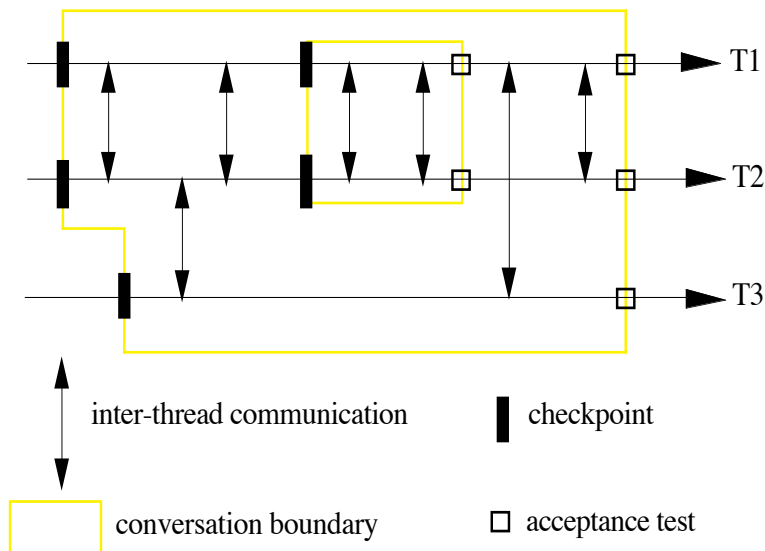 T1
T2
T3
inter-thread communication
checkpoint
conversation boundary
acceptance test